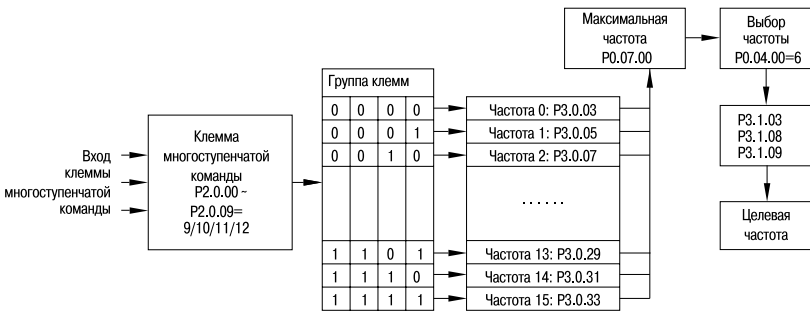 Вход
клеммы
многоступенчатой
команды
Клемма
многоступенчатой
команды
P2.0.00 ~
P2.0.09=
9/10/11/12
Группа клемм
0 0 0 0
0 0 0 1
0 0 1 0
1 1 0 1
1 1 1 0
1 1 1 1
Частота 0: P3.0.03
Частота 1: P3.0.05
Частота 2: P3.0.07
......
Частота 13: P3.0.29
Частота 14: P3.0.31
Частота 15: P3.0.33
Максимальная
частота
P0.07.00
Выбор
частоты
P0.04.00=6
P3.1.03
P3.1.08
P3.1.09
Целевая
частота